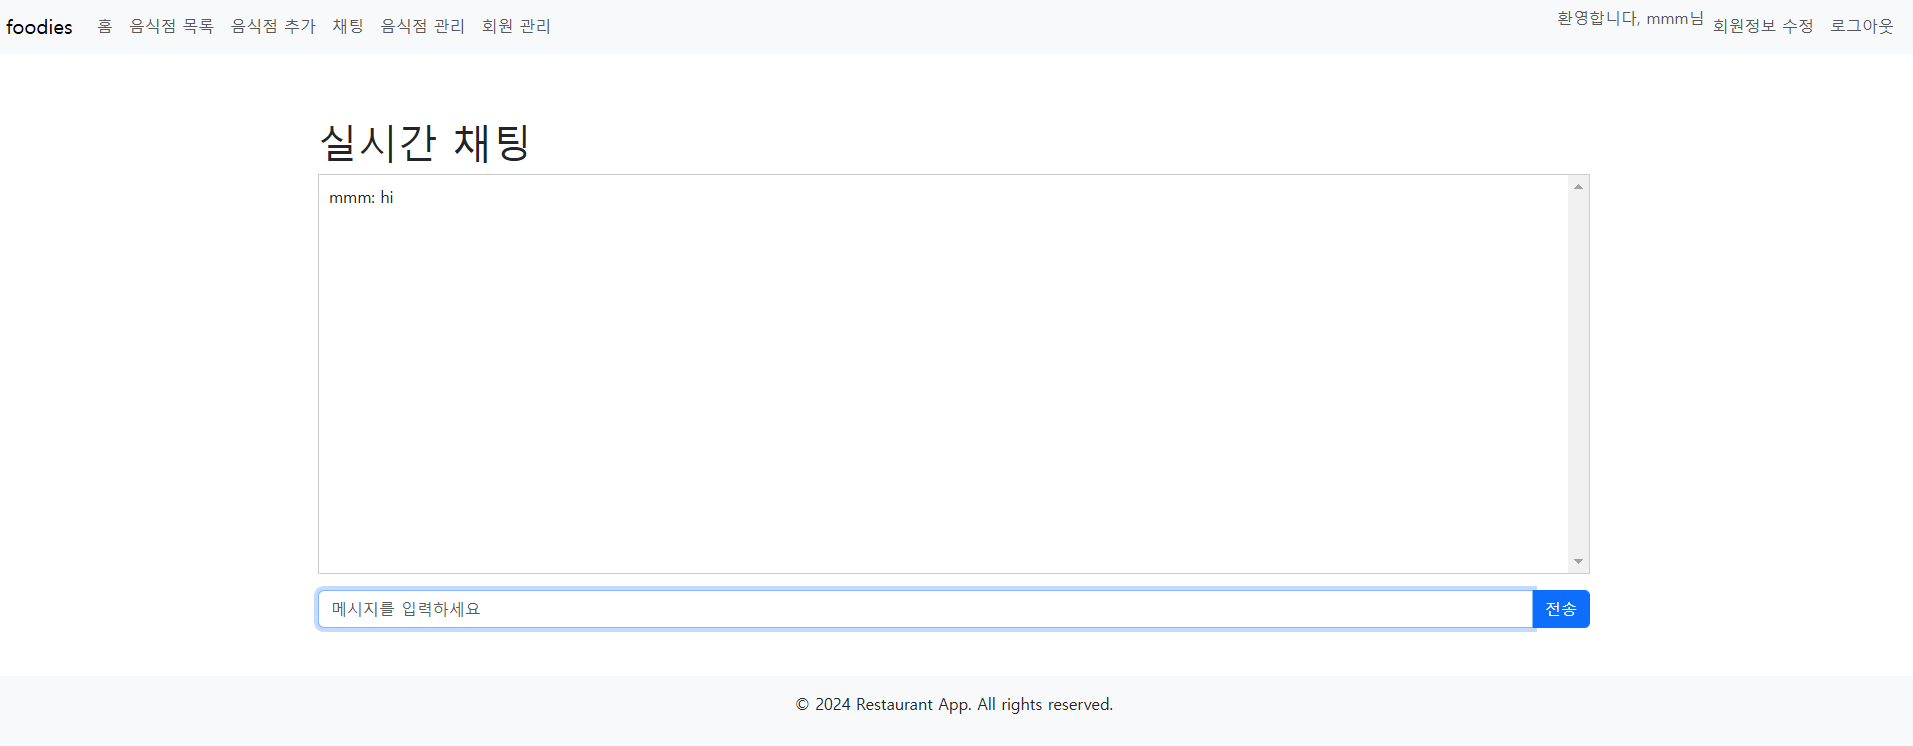 foodies 홈 음식점 목록 음식점 추가 채팅 음식점 관리 회원 관리 환영합니다, mmm님 회원정보 수정 로그아웃
실시간 채팅
mmm: hi
메시지를 입력하세요 전송
© 2024 Restaurant App. All rights reserved.